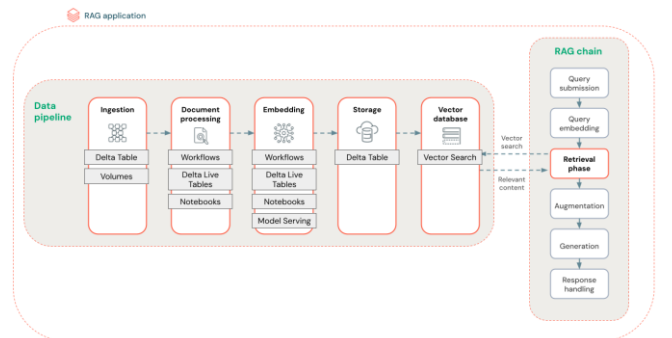 RAG application
Data
pipeline
Ingestion
Delta Table
Volumes
Document
processing
Workflows
Delta Live
Tables
Notebooks
Embedding
Workflows
Delta Live
Tables
Notebooks
Model Serving
Storage
Delta Table
Vector
database
Vector Search
Vector
search
Relevant
content
RAG chain
Query
submission
Query
embedding
Retrieval
phase
Augmentation
Generation
Response
handling